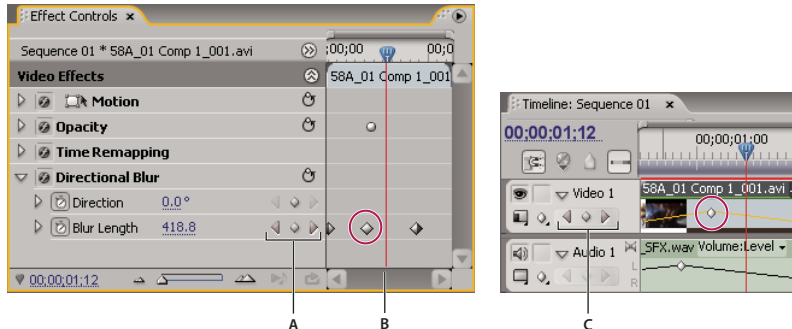 Effect Controls ×
Sequence 01 * 58A_01 Comp 1_001.avi
;00;00
00;0
Video Effects
58A_01 Comp 1_001
Motion
Opacity
Time Remapping
Directional Blur
Direction 0.0 °
Blur Length 418.8
00;00;01;12
A
B
Timeline: Sequence 01 ×
00;00;01;12
00;00;01;00
Video 1
58A_01 Comp 1_001.avi
Audio 1
_SFX.wav Volume:Level
L
R
C